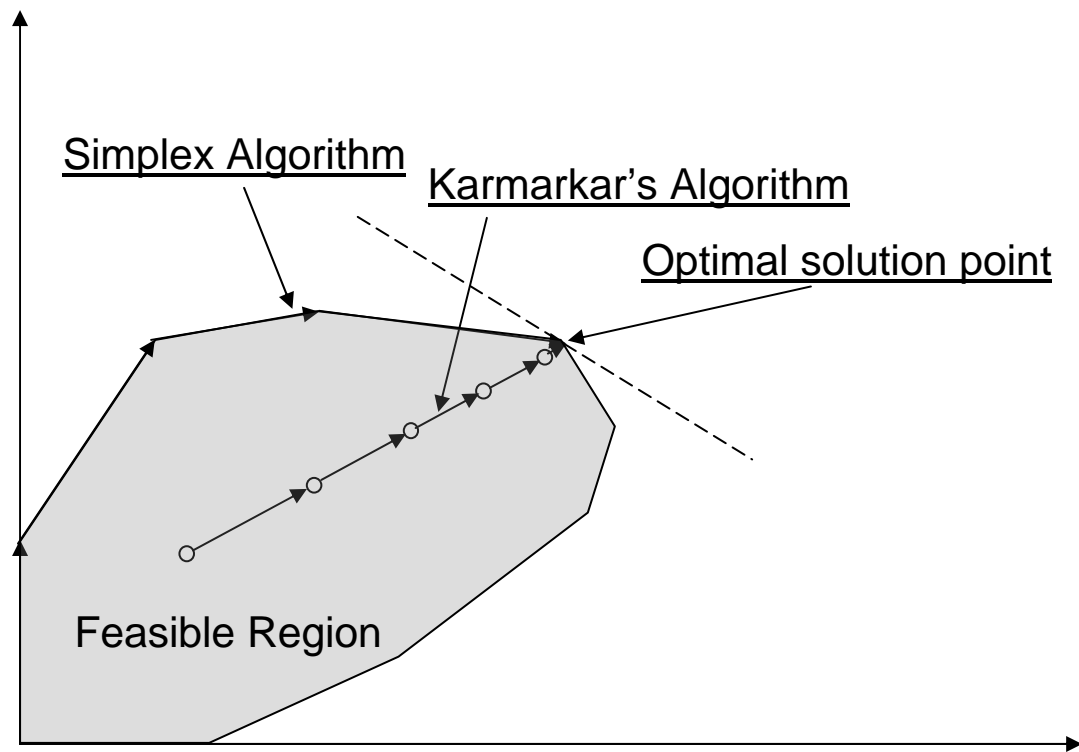 Simplex Algorithm
Karmarkar’s Algorithm
Optimal solution point
Feasible Region